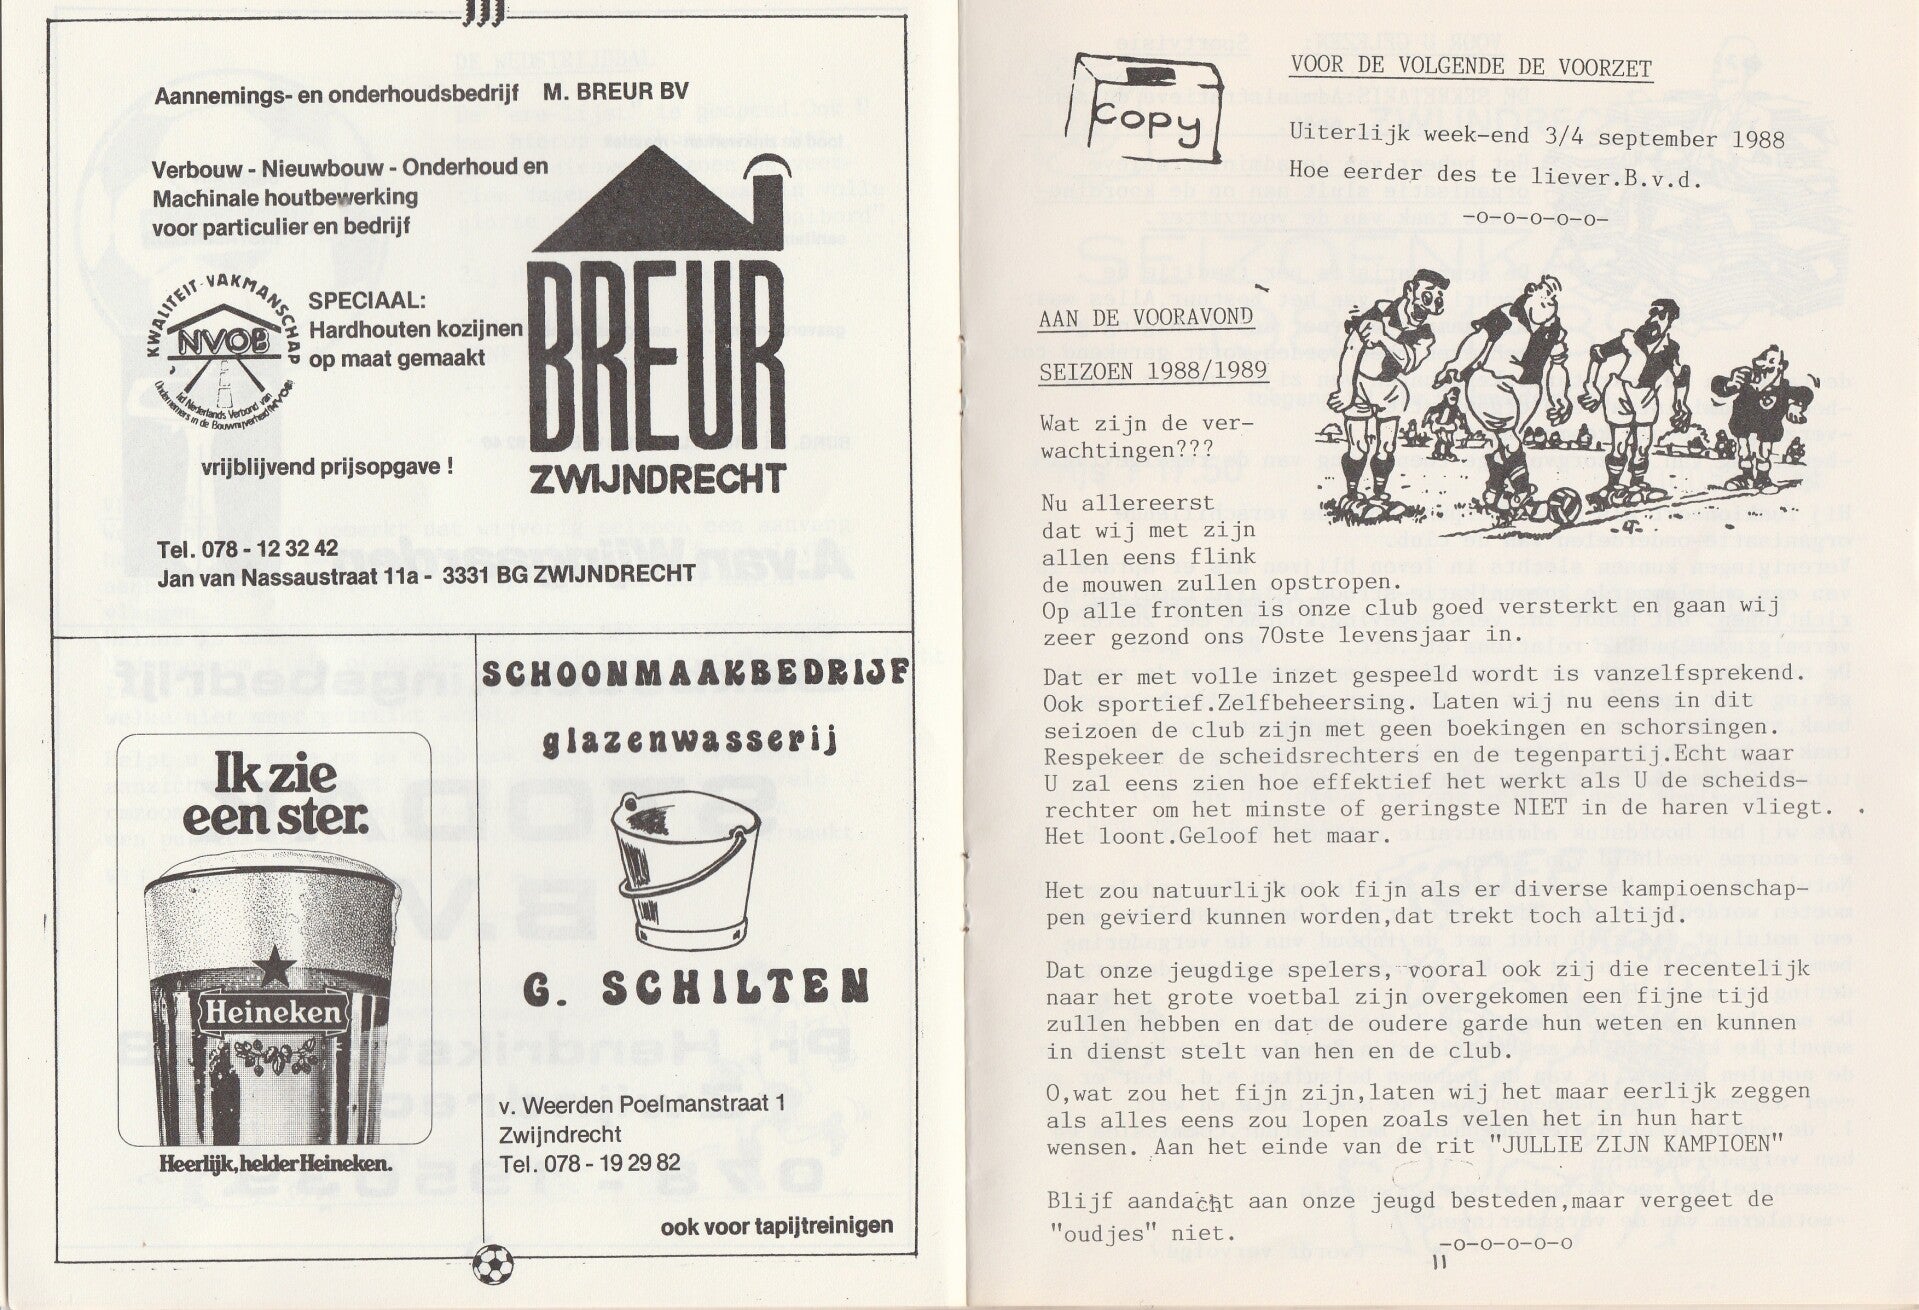 Aannemings- en onderhoudsbedrijf M. BREUR BV
Verbouw - Nieuwbouw - Onderhoud en
Machinale houtbewerking
voor particulier en bedrijf
KWALITEIT-VAKMANSCHAP
NVOB
lid Nederlands Verbond van
Ondernemers in de Bouwnijverheid (NVOB)
SPECIAAL:
Hardhouten kozijnen
op maat gemaakt
BREUR
ZWIJNDRECHT
vrijblijvend prijsopgave !
Tel. 078 - 12 32 42
Jan van Nassaustraat 11a - 3331 BG ZWIJNDRECHT
Ik zie
een ster.
Heineken
Heerlijk, helder Heineken.
SCHOONMAAKBEDRIJF
glazenwasserij
G. SCHILTEN
v. Weerden Poelmanstraat 1
Zwijndrecht
Tel. 078 - 19 29 82
ook voor tapijtreinigen
Copy
VOOR DE VOLGENDE DE VOORZET
Uiterlijk week-end 3/4 september 1988
Hoe eerder des te liever.B.v.d.
-o-o-o-o-o-
AAN DE VOORAVOND
SEIZOEN 1988/1989
Wat zijn de ver-
wachtingen???
Nu allereerst
dat wij met zijn
allen eens flink
de mouwen zullen opstropen.
Op alle fronten is onze club goed versterkt en gaan wij
zeer gezond ons 70ste levensjaar in.
Dat er met volle inzet gespeeld wordt is vanzelfsprekend.
Ook sportief.Zelfbeheersing. Laten wij nu eens in dit
seizoen de club zijn met geen boekingen en schorsingen.
Respekeer de scheidsrechters en de tegenpartij.Echt waar
U zal eens zien hoe effektief het werkt als U de scheids-
rechter om het minste of geringste NIET in de haren vliegt.
Het loont.Geloof het maar.
Het zou natuurlijk ook fijn als er diverse kampioenschap-
pen gevierd kunnen worden,dat trekt toch altijd.
Dat onze jeugdige spelers, vooral ook zij die recentelijk
naar het grote voetbal zijn overgekomen een fijne tijd
zullen hebben en dat de oudere garde hun weten en kunnen
in dienst stelt van hen en de club.
O,wat zou het fijn zijn,laten wij het maar eerlijk zeggen
als alles eens zou lopen zoals velen het in hun hart
wensen. Aan het einde van de rit "JULLIE ZIJN KAMPIOEN"
Blijf aandacht aan onze jeugd besteden,maar vergeet de
"oudjes" niet.
-o-o-o-o-o
11